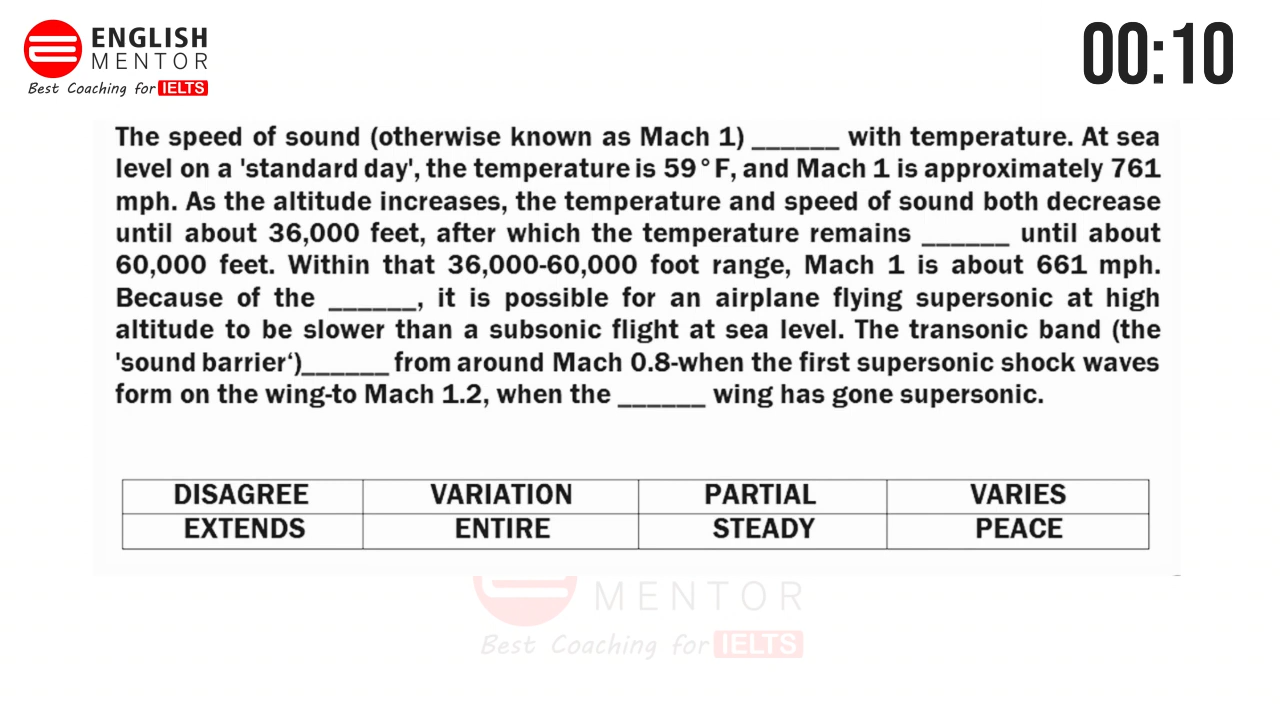 ENGLISH
MENTOR
Best Coaching for IELTS
00:10
The speed of sound (otherwise known as Mach 1) ______ with temperature. At sea
level on a 'standard day', the temperature is 59°F, and Mach 1 is approximately 761
mph. As the altitude increases, the temperature and speed of sound both decrease
until about 36,000 feet, after which the temperature remains ______ until about
60,000 feet. Within that 36,000-60,000 foot range, Mach 1 is about 661 mph.
Because of the ______, it is possible for an airplane flying supersonic at high
altitude to be slower than a subsonic flight at sea level. The transonic band (the
'sound barrier‘)______ from around Mach 0.8-when the first supersonic shock waves
form on the wing-to Mach 1.2, when the ______ wing has gone supersonic.
DISAGREE VARIATION PARTIAL VARIES
EXTENDS ENTIRE STEADY PEACE
MENTOR
Best Coaching for IELTS